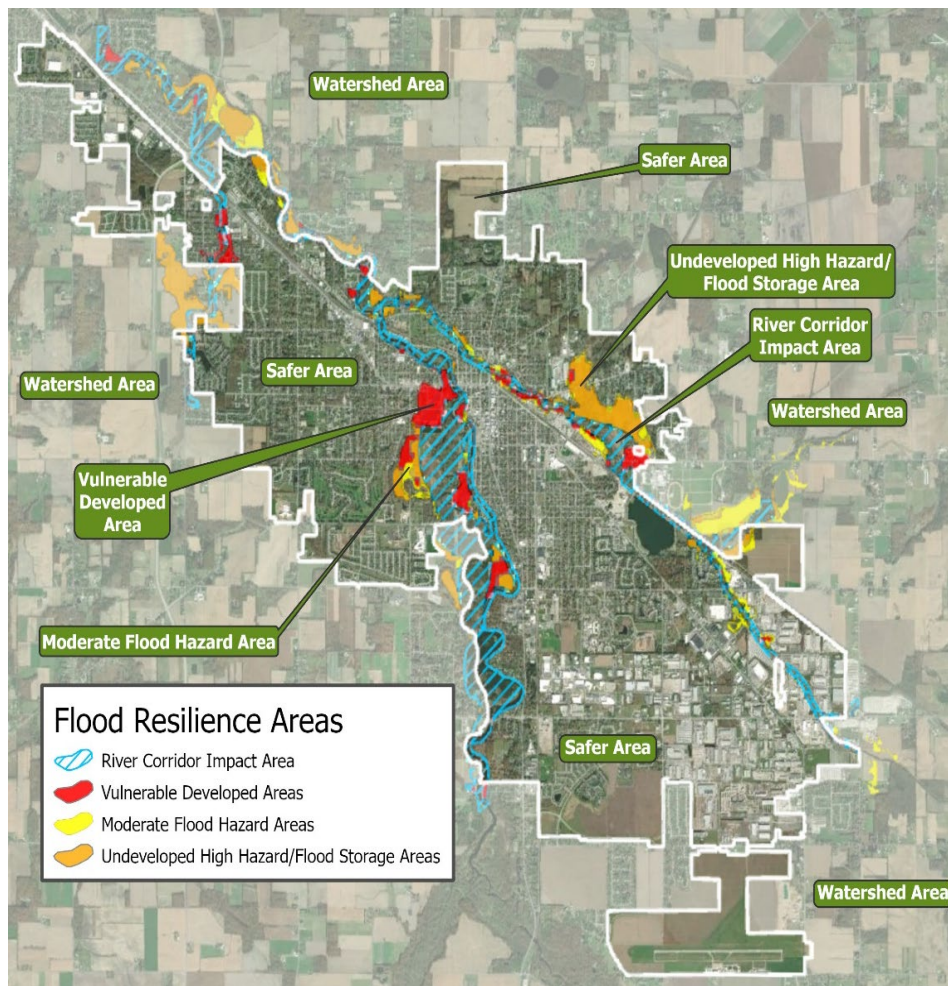 Watershed Area
Safer Area
Undeveloped High Hazard/
Flood Storage Area
River Corridor
Impact Area
Safer Area
Watershed Area
Watershed Area
Vulnerable
Developed
Area
Moderate Flood Hazard Area
Flood Resilience Areas
River Corridor Impact Area
Vulnerable Developed Areas
Moderate Flood Hazard Areas
Undeveloped High Hazard/Flood Storage Areas
Safer Area
Watershed Area